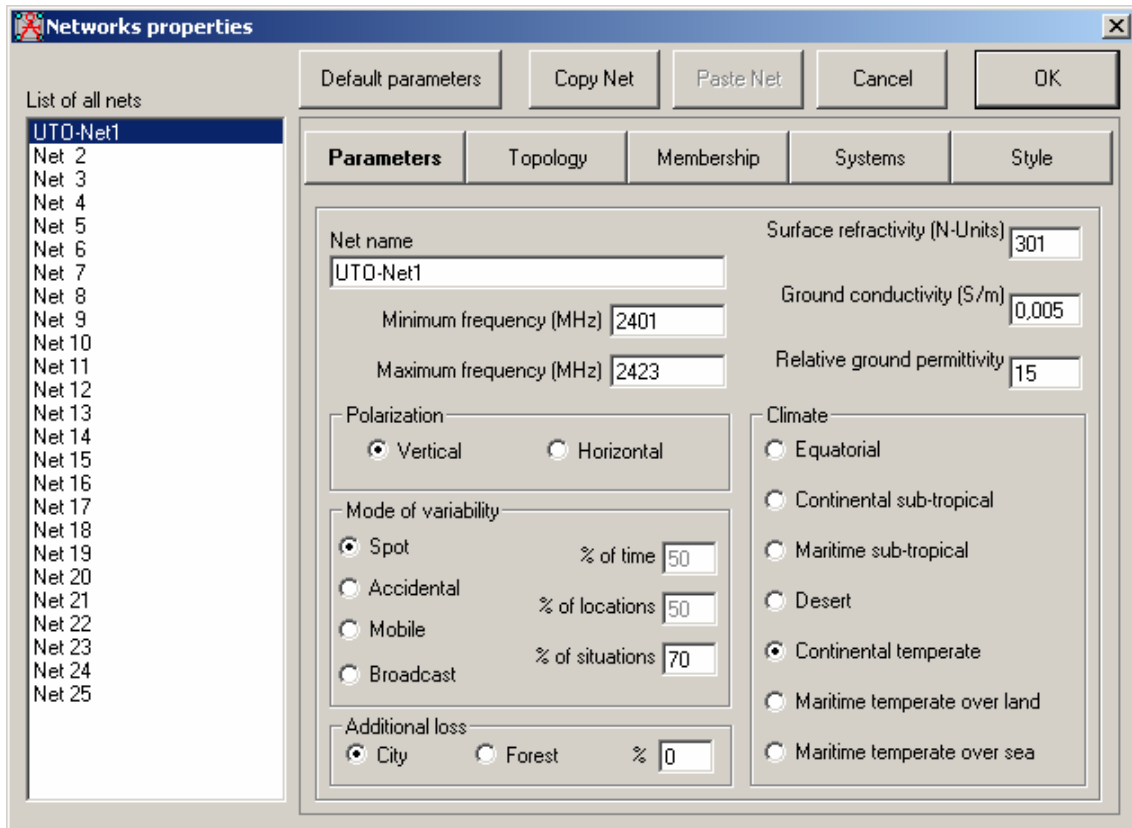 Networks properties
Default parameters Copy Net Paste Net Cancel OK
List of all nets
UTO-Net1
Net 2
Net 3
Net 4
Net 5
Net 6
Net 7
Net 8
Net 9
Net 10
Net 11
Net 12
Net 13
Net 14
Net 15
Net 16
Net 17
Net 18
Net 19
Net 20
Net 21
Net 22
Net 23
Net 24
Net 25
Parameters Topology Membership Systems Style
Net name
UTO-Net1
Minimum frequency (MHz) 2401
Maximum frequency (MHz) 2423
Surface refractivity (N-Units) 301
Ground conductivity (S/m) 0,005
Relative ground permittivity 15
Polarization
Vertical Horizontal
Mode of variability
Spot
Accidental
Mobile
Broadcast
% of time 50
% of locations 50
% of situations 70
Additional loss
City Forest % 0
Climate
Equatorial
Continental sub-tropical
Maritime sub-tropical
Desert
Continental temperate
Maritime temperate over land
Maritime temperate over sea